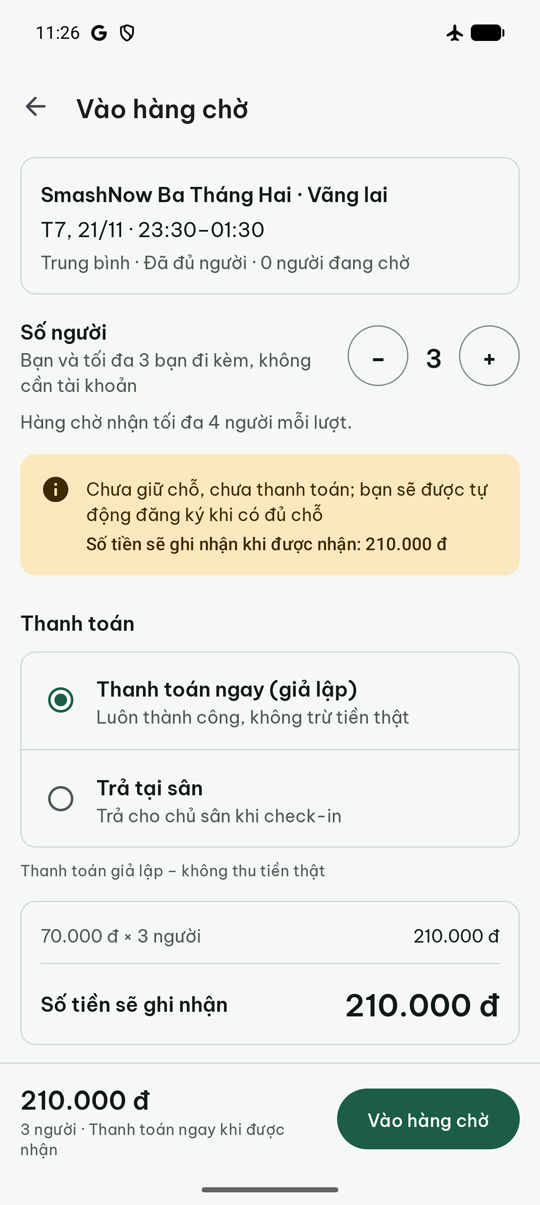 11:26
Vào hàng chờ
SmashNow Ba Tháng Hai · Vãng lai
T7, 21/11 · 23:30–01:30
Trung bình · Đã đủ người · 0 người đang chờ
Số người
Bạn và tối đa 3 bạn đi kèm, không
cần tài khoản
– 3 +
Hàng chờ nhận tối đa 4 người mỗi lượt.
Chưa giữ chỗ, chưa thanh toán; bạn sẽ được tự
động đăng ký khi có đủ chỗ
Số tiền sẽ ghi nhận khi được nhận: 210.000 đ
Thanh toán
Thanh toán ngay (giả lập)
Luôn thành công, không trừ tiền thật
Trả tại sân
Trả cho chủ sân khi check-in
Thanh toán giả lập – không thu tiền thật
70.000 đ × 3 người 210.000 đ
Số tiền sẽ ghi nhận 210.000 đ
210.000 đ
3 người · Thanh toán ngay khi được
nhận
Vào hàng chờ